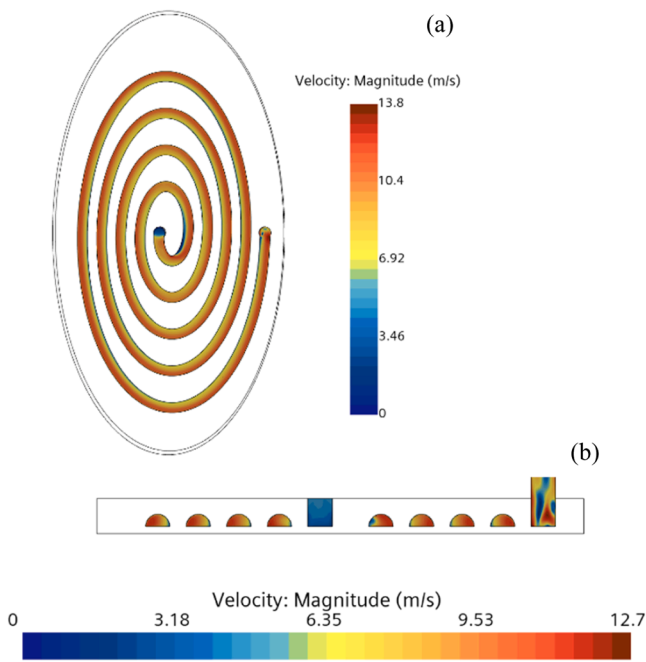 (a)
Velocity: Magnitude (m/s)
13.8
10.4
6.92
3.46
0
(b)
Velocity: Magnitude (m/s)
0 3.18 6.35 9.53 12.7